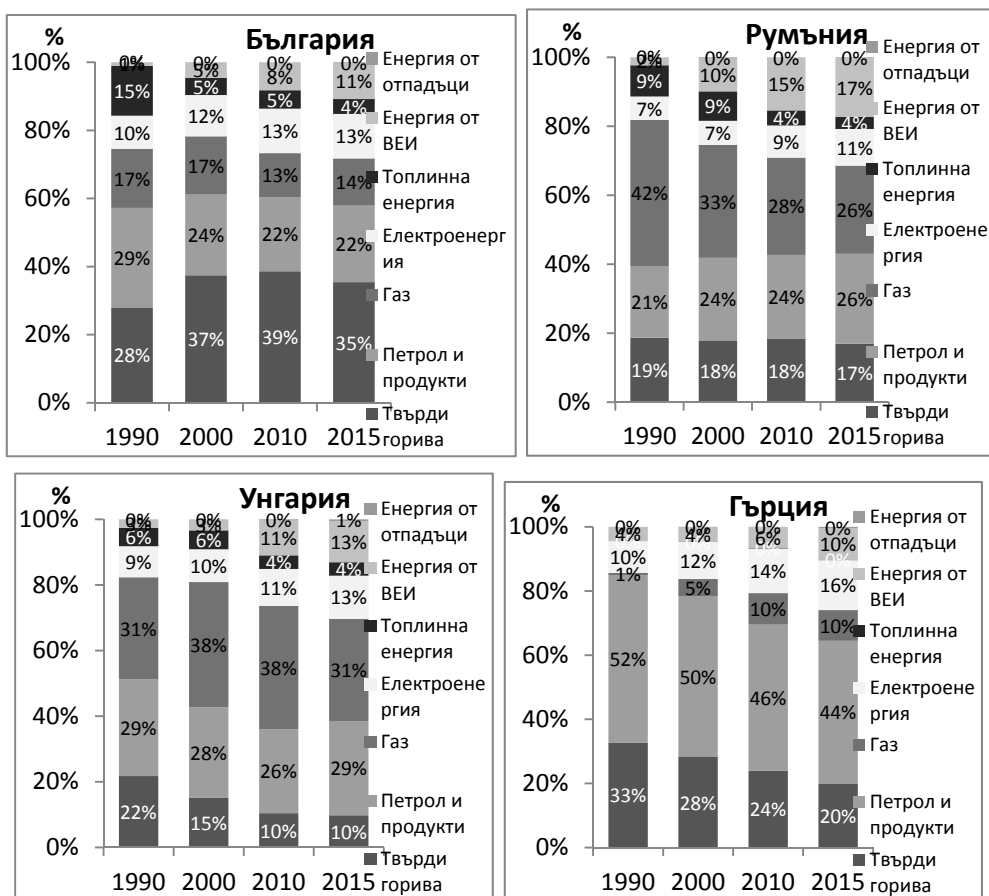 %
България
100%
80%
60%
40%
20%
0%
0% 0% 0% 0%
1% 5% 8% 11%
15% 5% 5% 4%
10% 12% 13% 13%
17% 17% 13% 14%
29% 24% 22% 22%
28% 37% 39% 35%
1990 2000 2010 2015
Енергия от
отпадъци
Енергия от
ВЕИ
Топлинна
енергия
Електроенерг
ия
Газ
Петрол и
продукти
Твърди
горива
%
Румъния
100%
80%
60%
40%
20%
0%
0% 0% 0% 0%
2% 10% 15% 17%
9% 9% 4% 4%
7% 7% 9% 11%
42% 33% 28% 26%
21% 24% 24% 26%
19% 18% 18% 17%
1990 2000 2010 2015
Енергия от
отпадъци
Енергия от
ВЕИ
Топлинна
енергия
Електроене
ргия
Газ
Петрол и
продукти
Твърди
горива
%
Унгария
100%
80%
60%
40%
20%
0%
0% 0% 0% 1%
3% 3% 11% 13%
6% 6% 4% 4%
9% 10% 11% 13%
31% 38% 38% 31%
29% 28% 26% 29%
22% 15% 10% 10%
1990 2000 2010 2015
Енергия от
отпадъци
Енергия от
ВЕИ
Топлинна
енергия
Електроене
ргия
Газ
Петрол и
продукти
Твърди
горива
%
Гърция
100%
80%
60%
40%
20%
0%
0% 0% 0% 0%
4% 4% 6% 10%
0% 0%
10% 12% 14% 16%
1% 5% 10% 10%
52% 50% 46% 44%
33% 28% 24% 20%
1990 2000 2010 2015
Енергия от
отпадъци
Енергия от
ВЕИ
Топлинна
енергия
Електроене
ргия
Газ
Петрол и
продукти
Твърди
горива